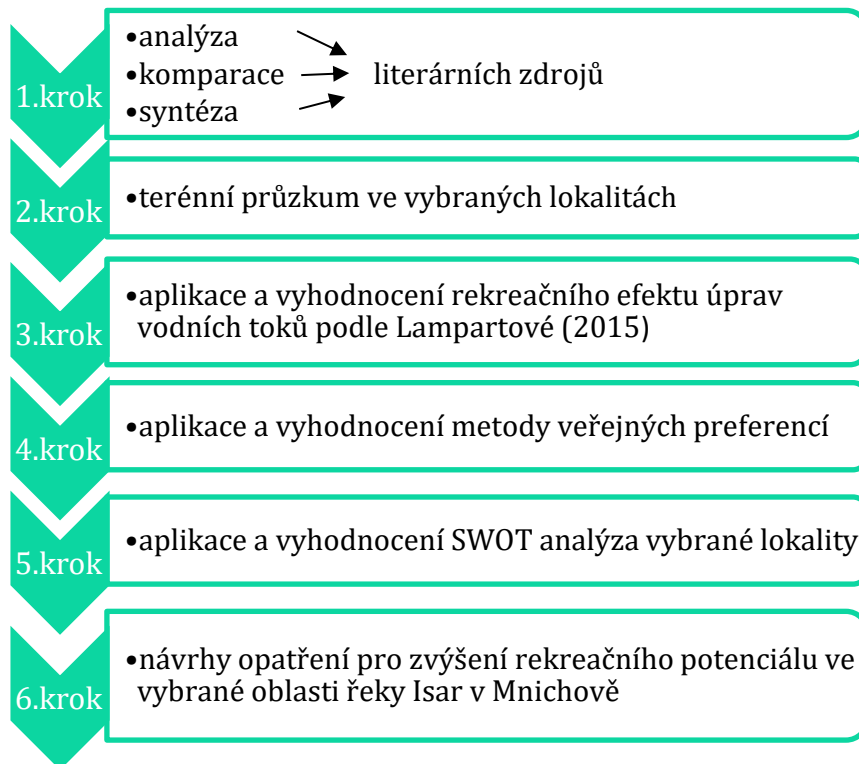 1.krok
•analýza
•komparace literárních zdrojů
•syntéza
2.krok
•terénní průzkum ve vybraných lokalitách
3.krok
•aplikace a vyhodnocení rekreačního efektu úprav
vodních toků podle Lampartové (2015)
4.krok
•aplikace a vyhodnocení metody veřejných preferencí
5.krok
•aplikace a vyhodnocení SWOT analýza vybrané lokality
6.krok
•návrhy opatření pro zvýšení rekreačního potenciálu ve
vybrané oblasti řeky Isar v Mnichově